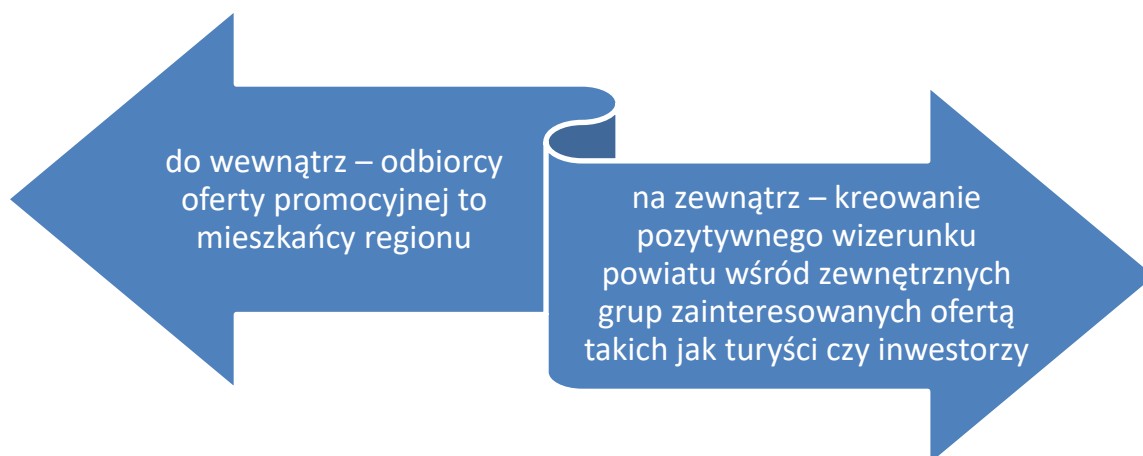 do wewnątrz – odbiorcy
oferty promocyjnej to
mieszkańcy regionu
na zewnątrz – kreowanie
pozytywnego wizerunku
powiatu wśród zewnętrznych
grup zainteresowanych ofertą
takich jak turyści czy inwestorzy